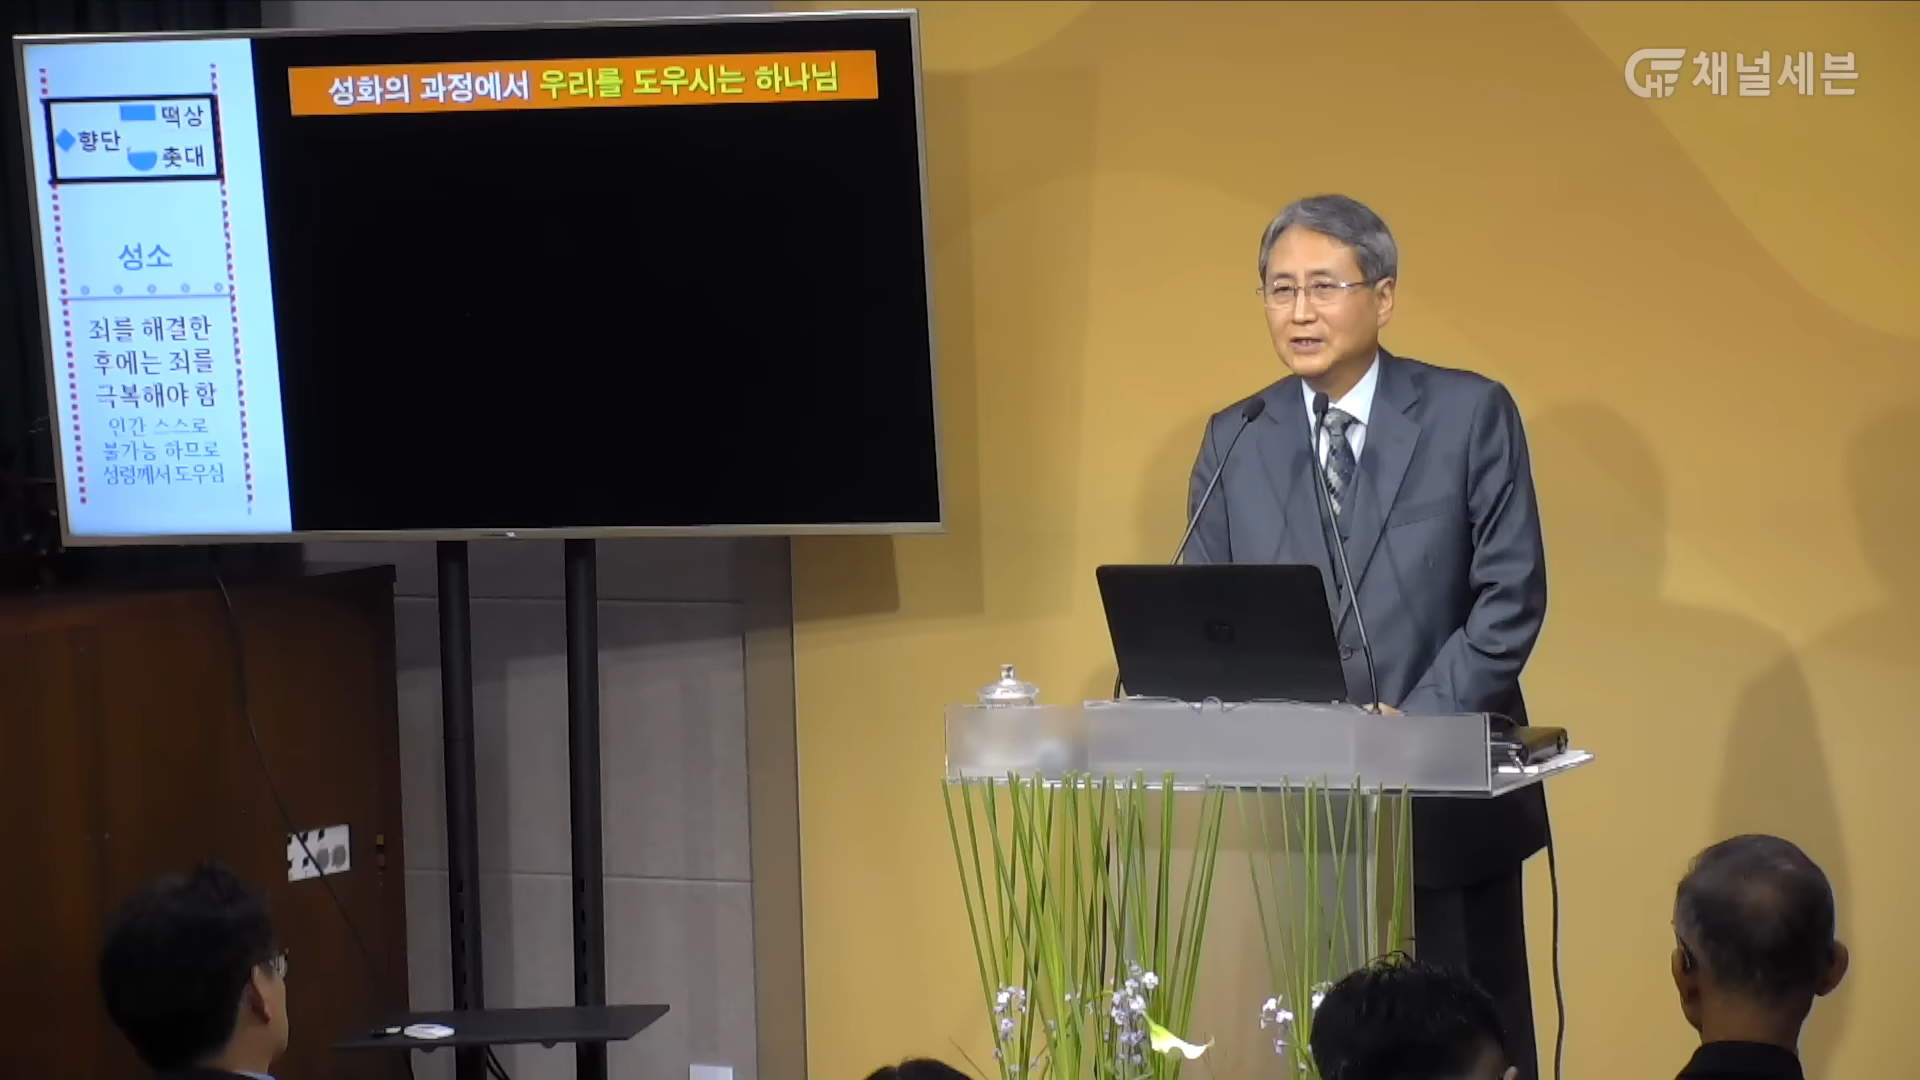 성화의 과정에서 우리를 도우시는 하나님
떡상
향단
촛대
성소
죄를 해결한
후에는 죄를
극복해야 함
인간 스스로
불가능 하므로
성령께서 도우심
채널세븐